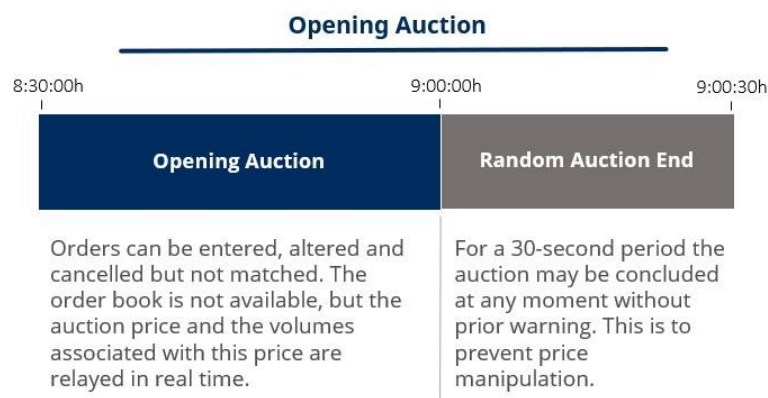 Opening Auction
8:30:00h 9:00:00h 9:00:30h
Opening Auction
Random Auction End
Orders can be entered, altered and
cancelled but not matched. The
order book is not available, but the
auction price and the volumes
associated with this price are
relayed in real time.
For a 30-second period the
auction may be concluded
at any moment without
prior warning. This is to
prevent price
manipulation.